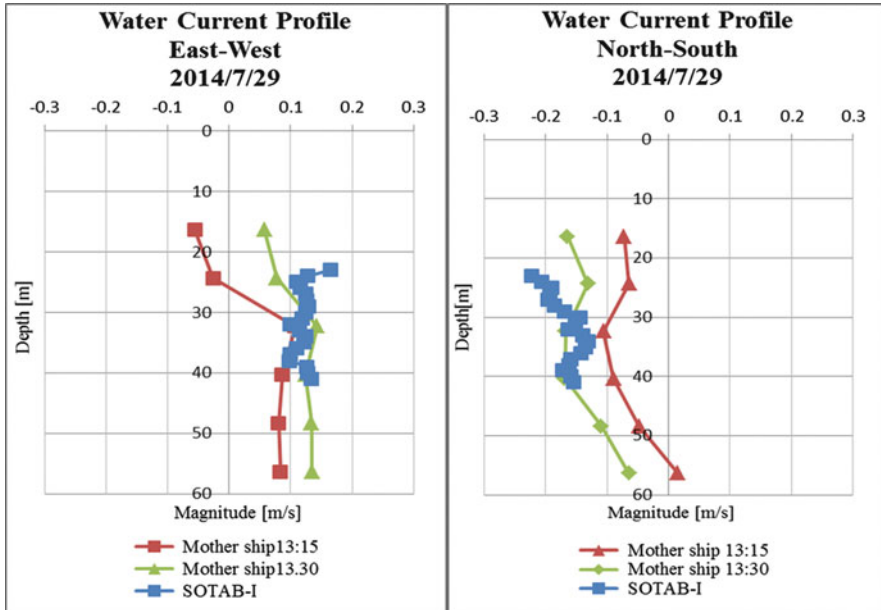 Water Current Profile
East-West
2014/7/29
-0.3 -0.2 -0.1 0 0.1 0.2 0.3
0
10
20
30
40
50
60
Depth[m]
Magnitude [m/s]
Mother ship13:15
Mother ship13.30
SOTAB-I
Water Current Profile
North-South
2014/7/29
-0.3 -0.2 -0.1 0 0.1 0.2 0.3
0
10
20
30
40
50
60
Depth[m]
Magnitude [m/s]
Mother ship 13:15
Mother ship 13:30
SOTAB-I